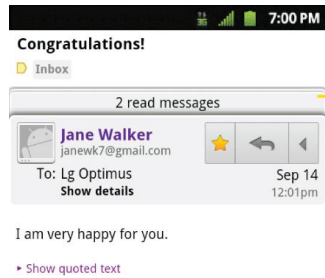 7:00 PM
Congratulations!
Inbox
2 read messages
Jane Walker
janewk7@gmail.com
To: Lg Optimus
Sep 14
Show details
12:01pm
I am very happy for you.
Show quoted text